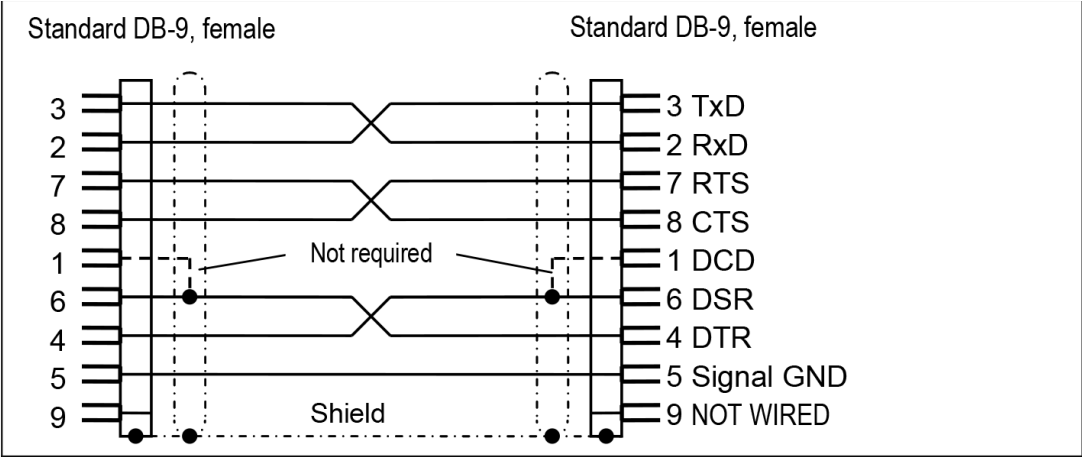 Standard DB-9, female Standard DB-9, female
3 3 TxD
2 2 RxD
7 7 RTS
8 8 CTS
Not required
1 1 DCD
6 6 DSR
4 4 DTR
5 5 Signal GND
9 Shield 9 NOT WIRED